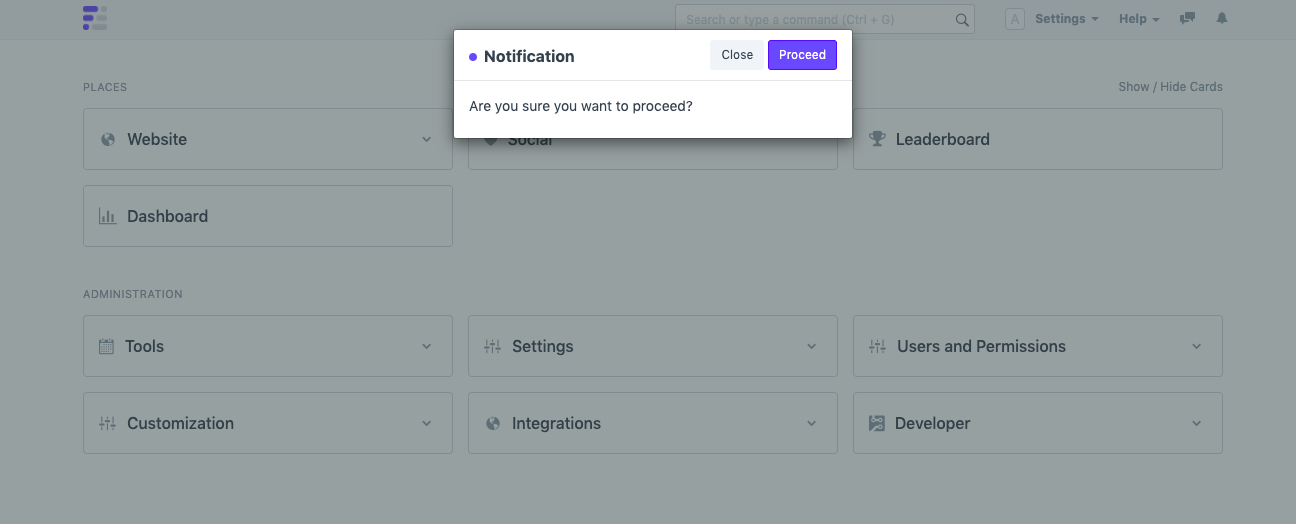 Search or type a command (Ctrl + G)
A
Settings
Help
Notification
Close
Proceed
Are you sure you want to proceed?
PLACES
Show / Hide Cards
Website
Social
Leaderboard
Dashboard
ADMINISTRATION
Tools
Settings
Users and Permissions
Customization
Integrations
Developer